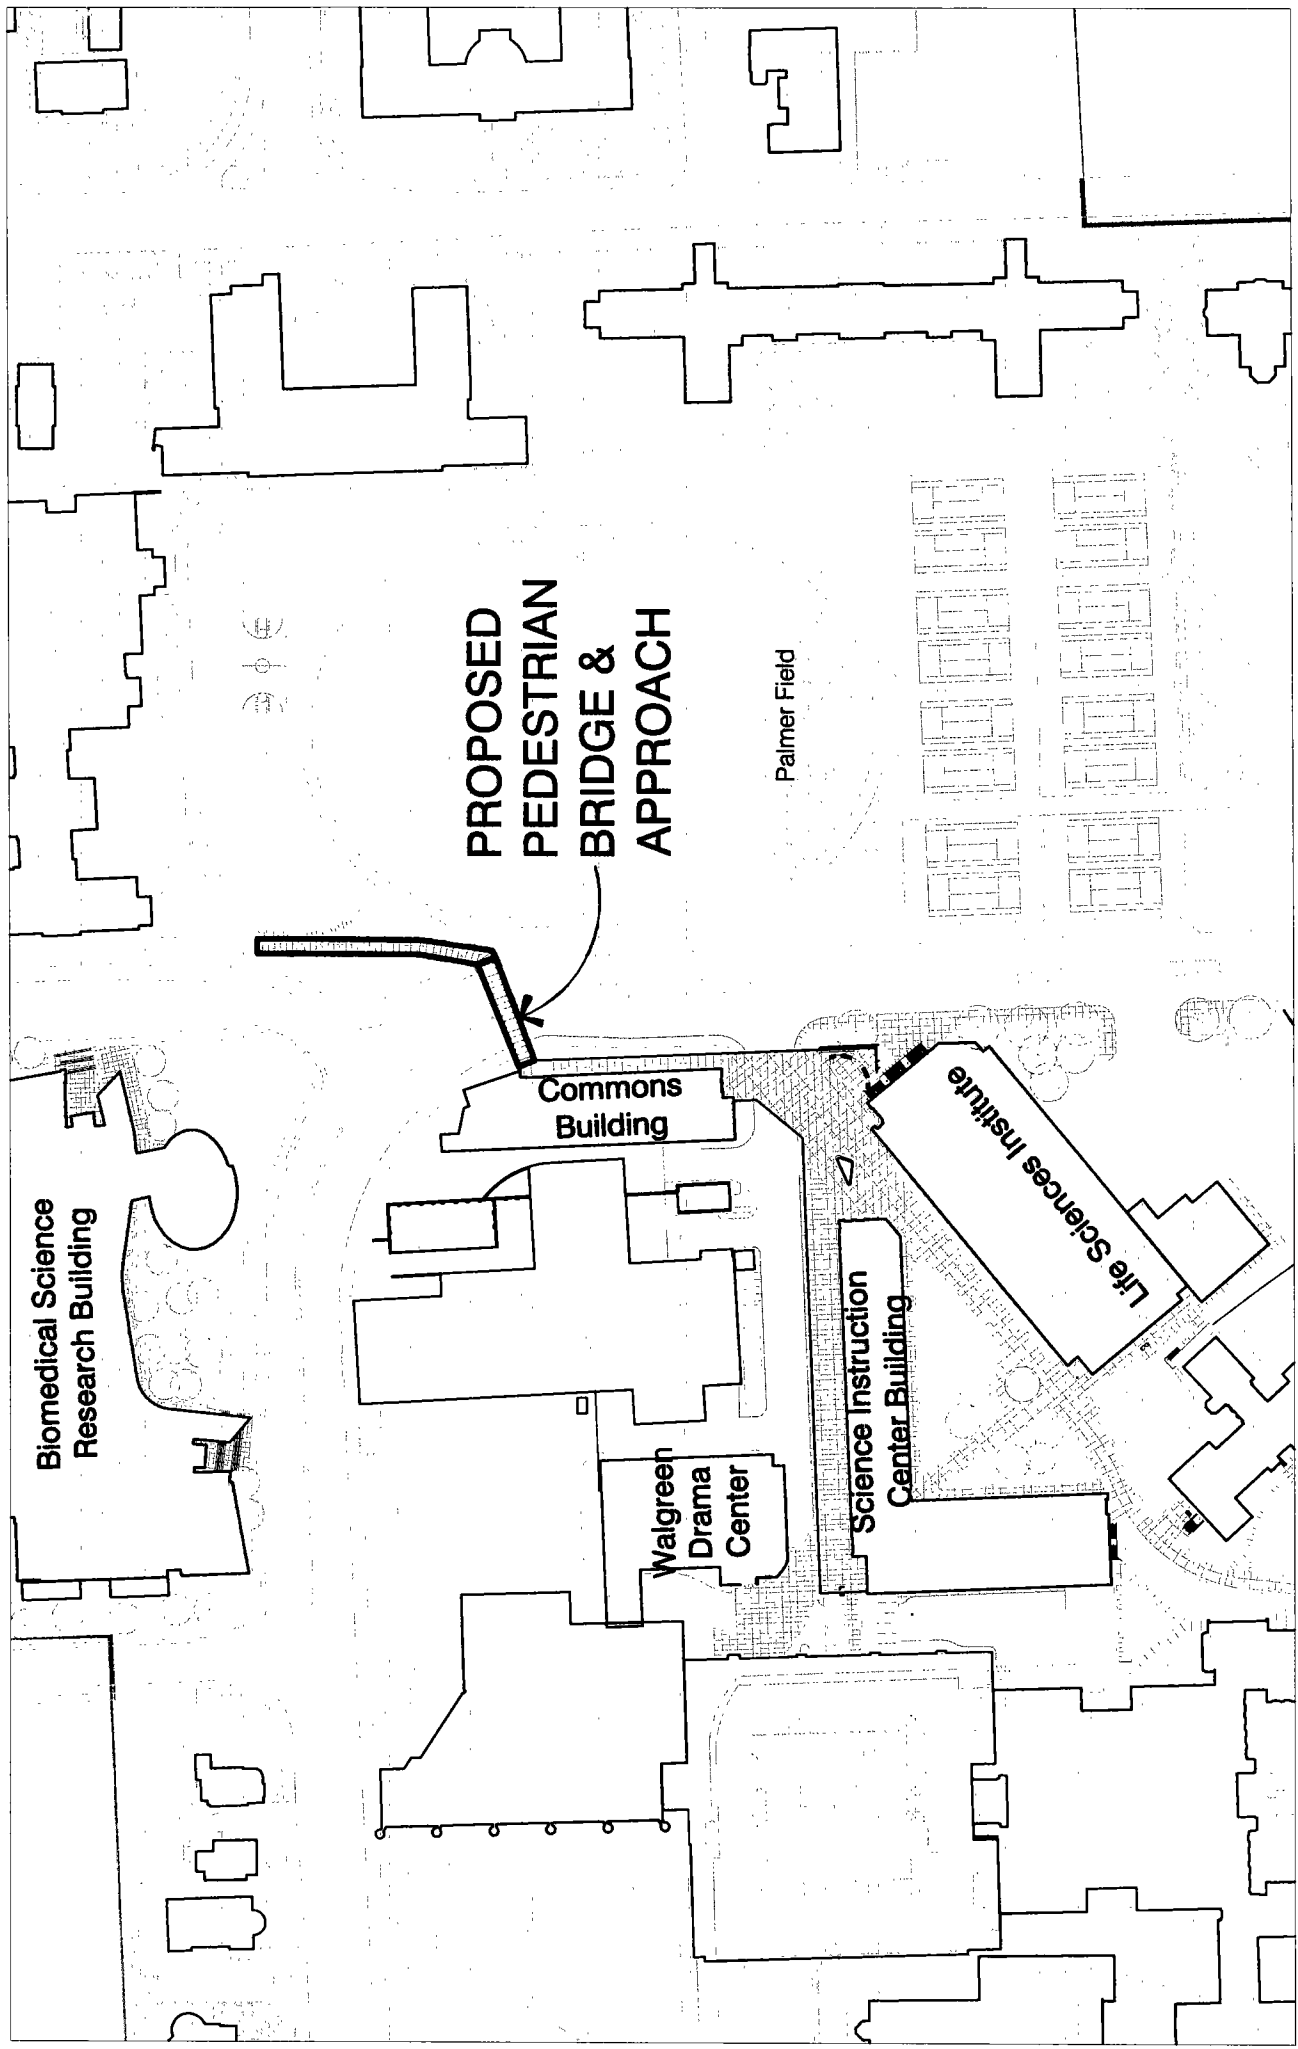 Biomedical Science
Research Building
PROPOSED
PEDESTRIAN
BRIDGE &
APPROACH
Palmer Field
Commons
Building
Life Sciences Institute
Science Instruction
Center Building
Walgreen
Drama
Center